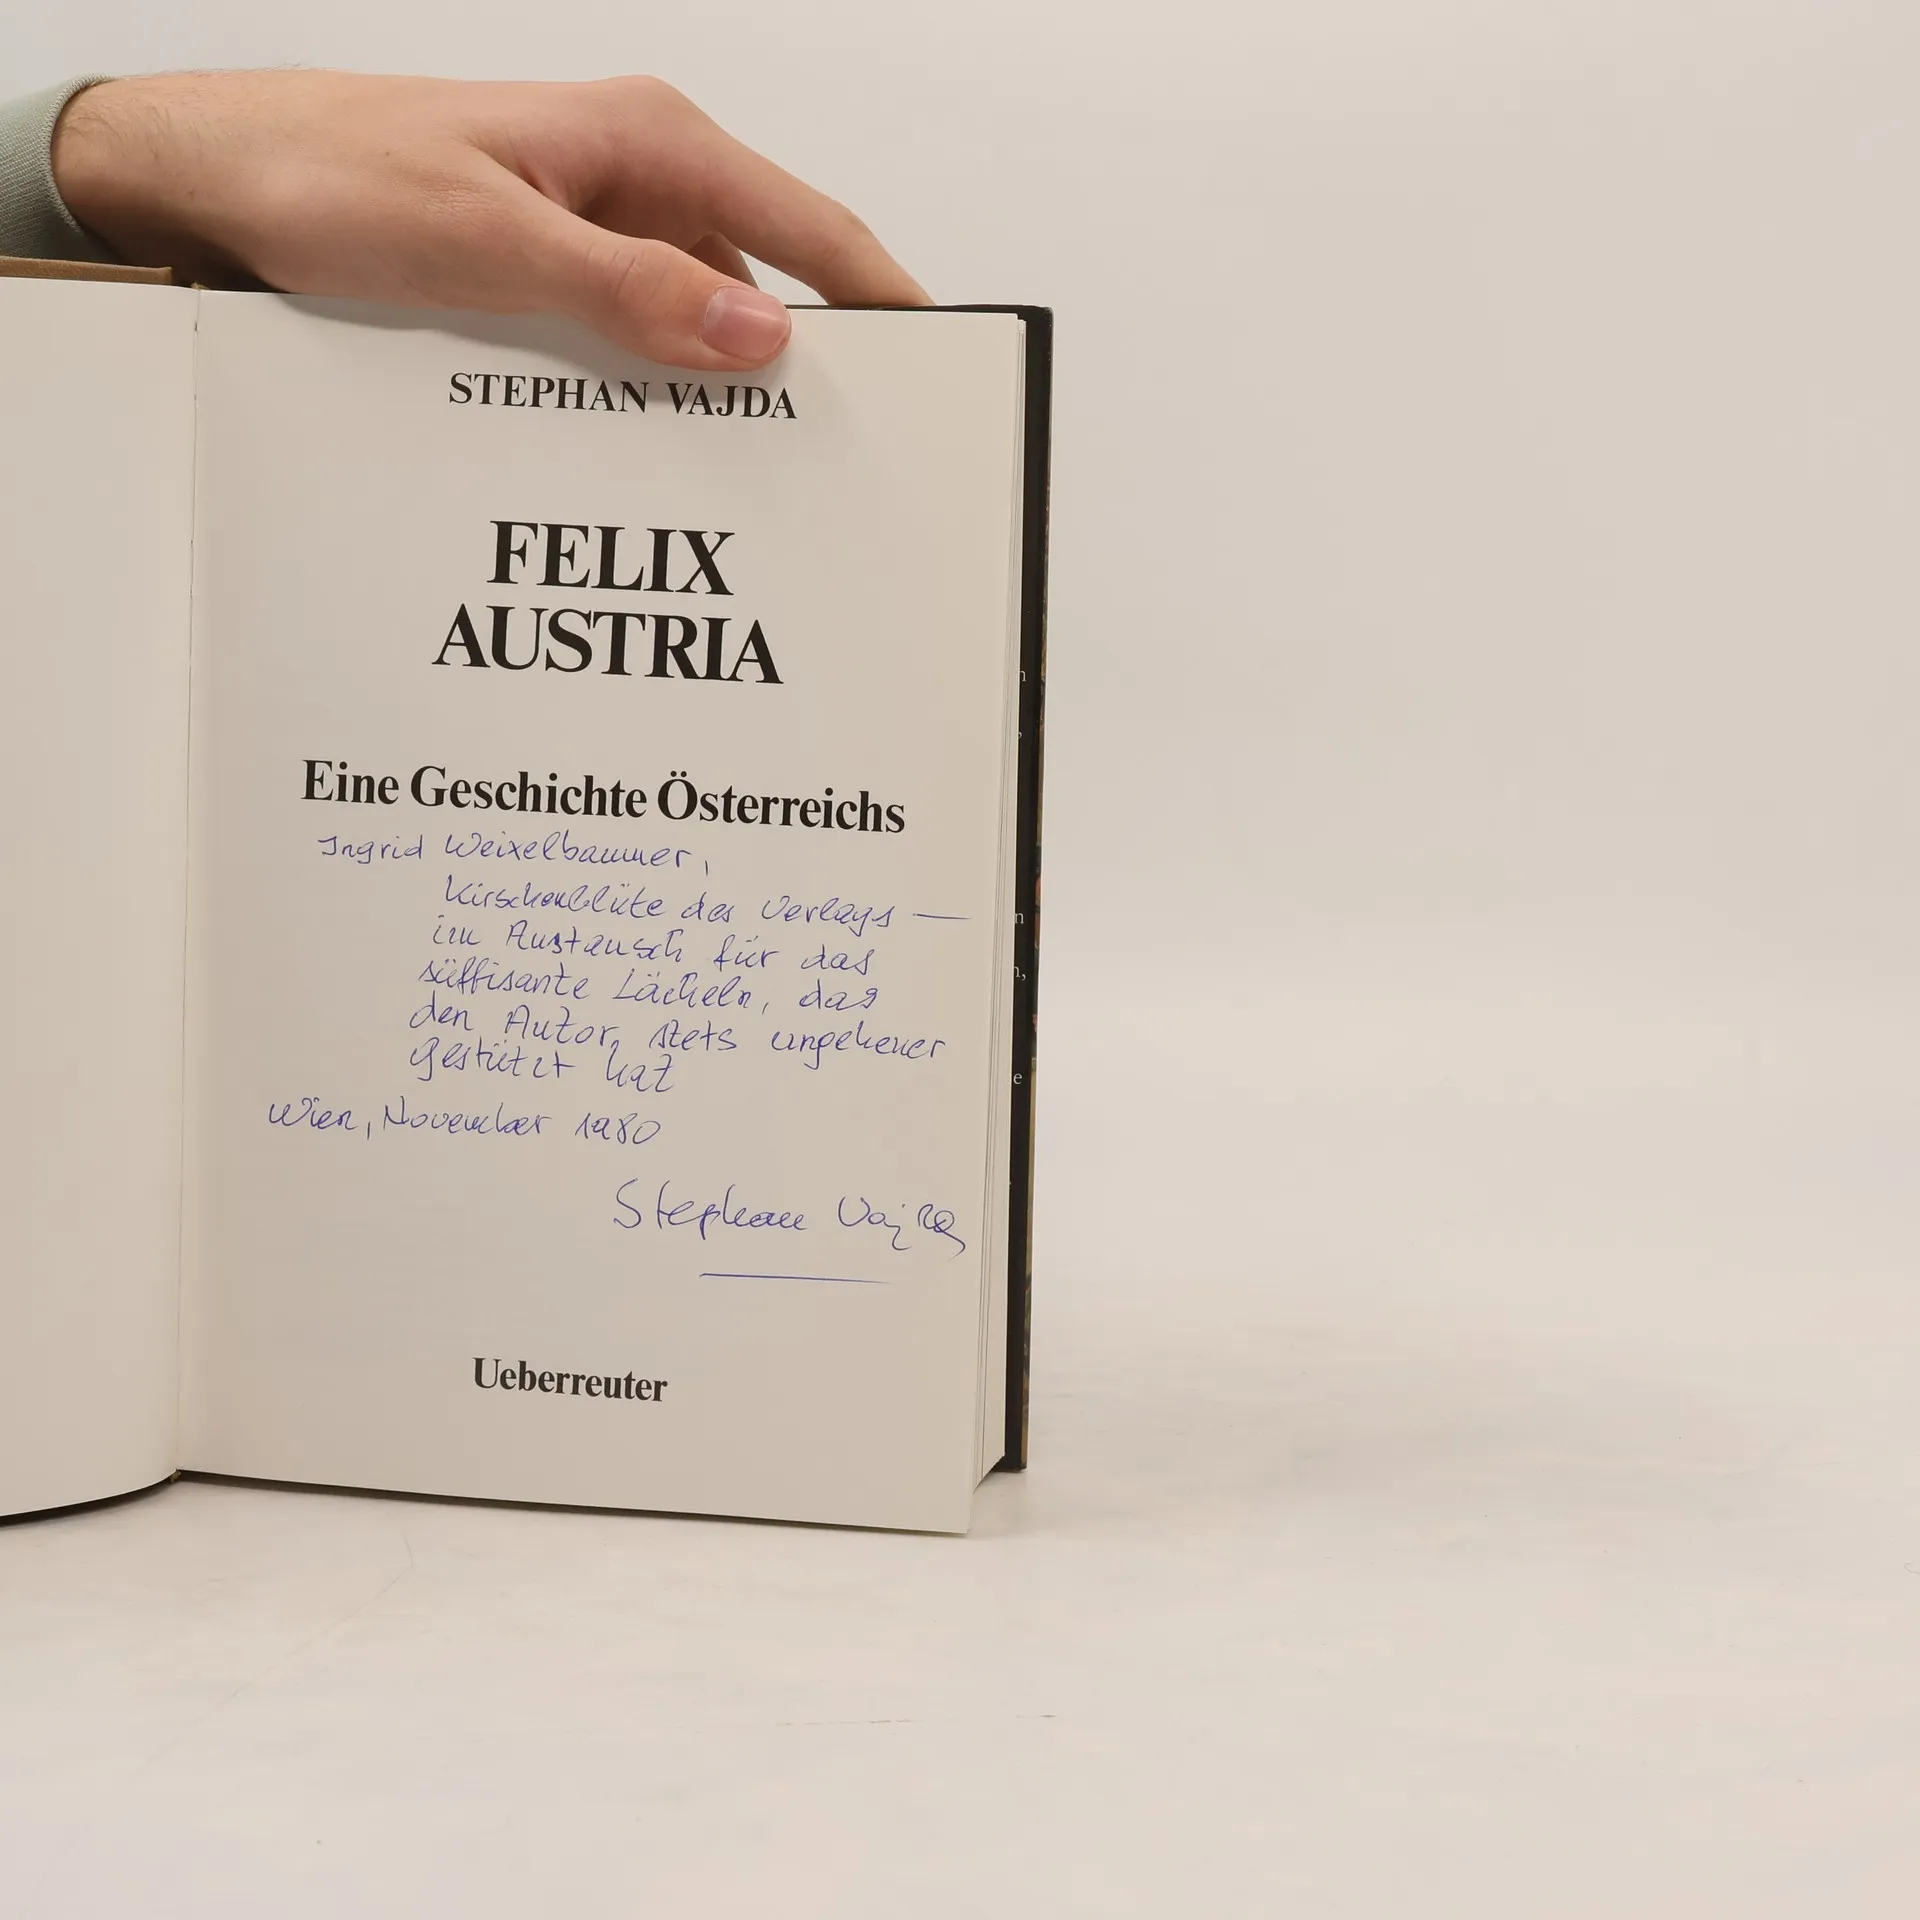 STEPHAN VAJDA
FELIX
AUSTRIA
Eine Geschichte Österreichs
Ingrid Weixelbaumer,
Kirschenblüte des Verlags —
im Austausch für das
süffisante Lächeln, das
den Autor stets ungeheuer
gestützt hat
Wien, November 1980
Stephan Vajda
Ueberreuter